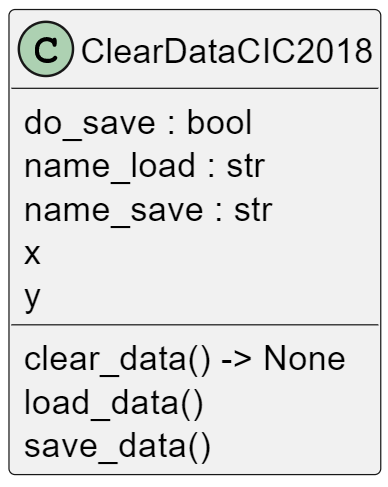 C ClearDataCIC2018
do_save : bool
name_load : str
name_save : str
x
y
clear_data() -> None
load_data()
save_data()